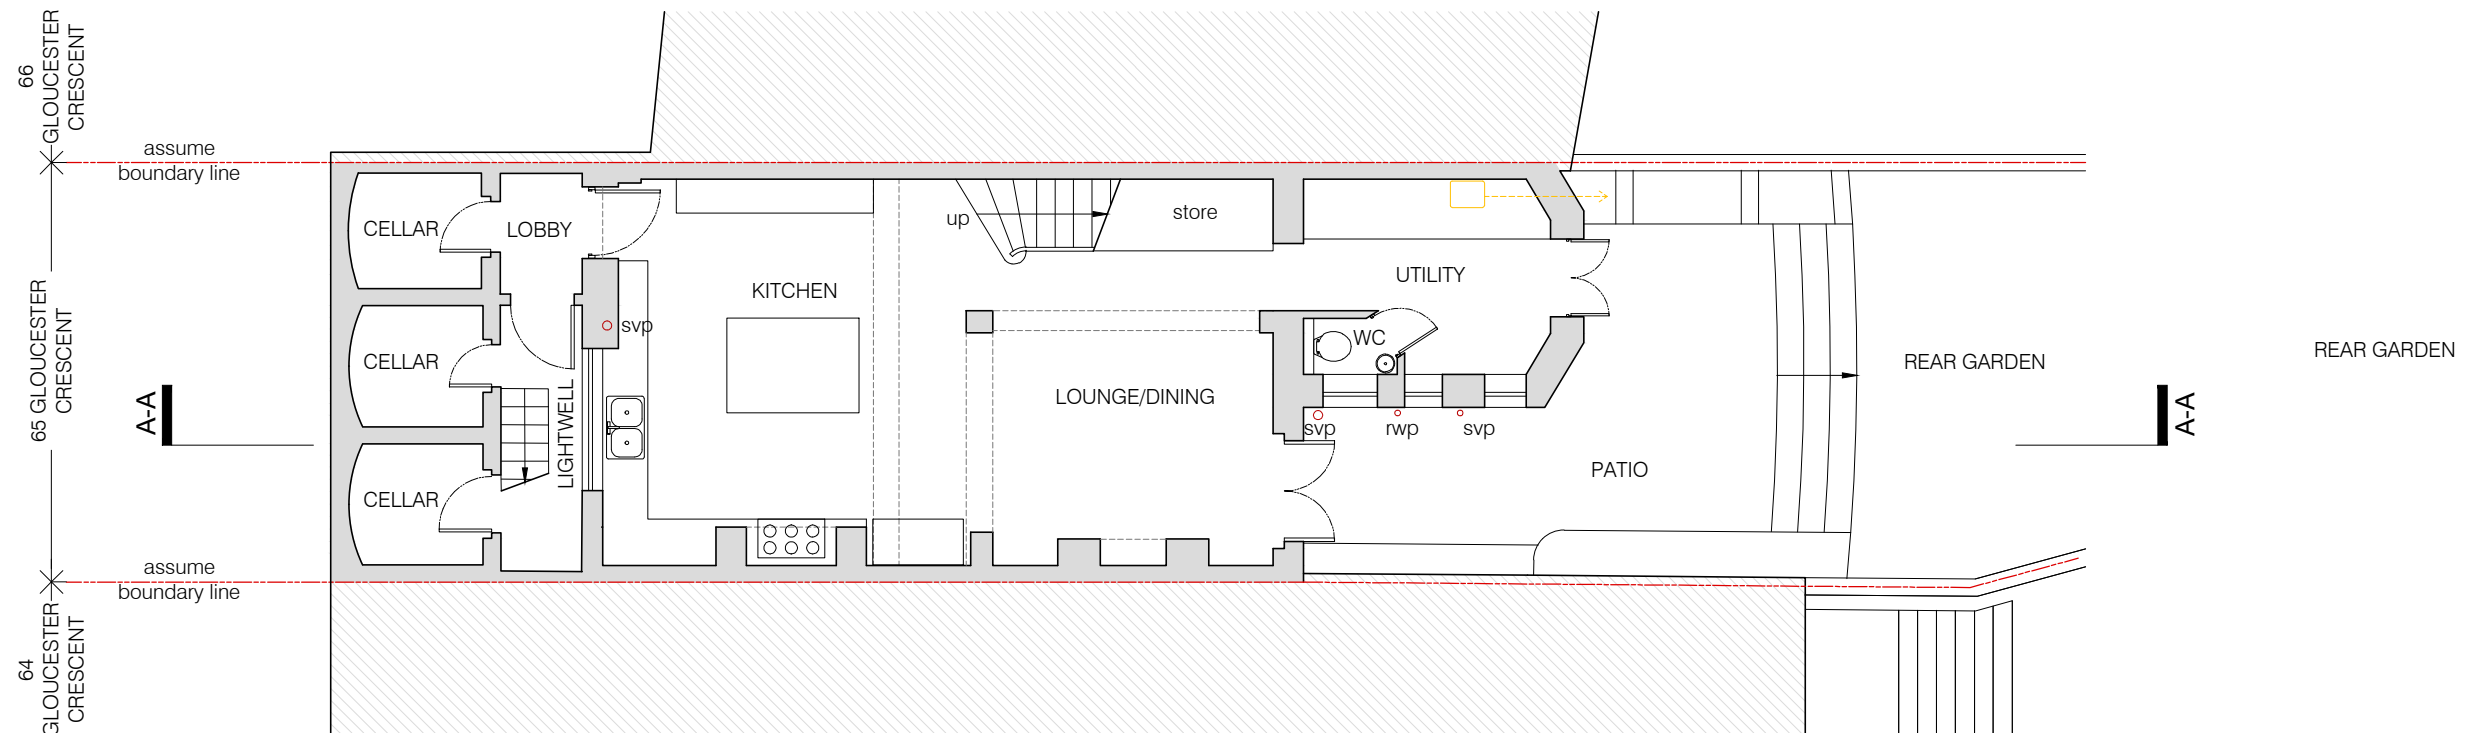 66
GLOUCESTER
CRESCENT
assume
boundary line
65 GLOUCESTER
CRESCENT
assume
boundary line
64
GLOUCESTER
CRESCENT
A-A
CELLAR
LOBBY
CELLAR
CELLAR
LIGHTWELL
svp
KITCHEN
up
store
LOUNGE/DINING
UTILITY
WC
svp
rwp
svp
PATIO
REAR GARDEN
REAR GARDEN
A-A